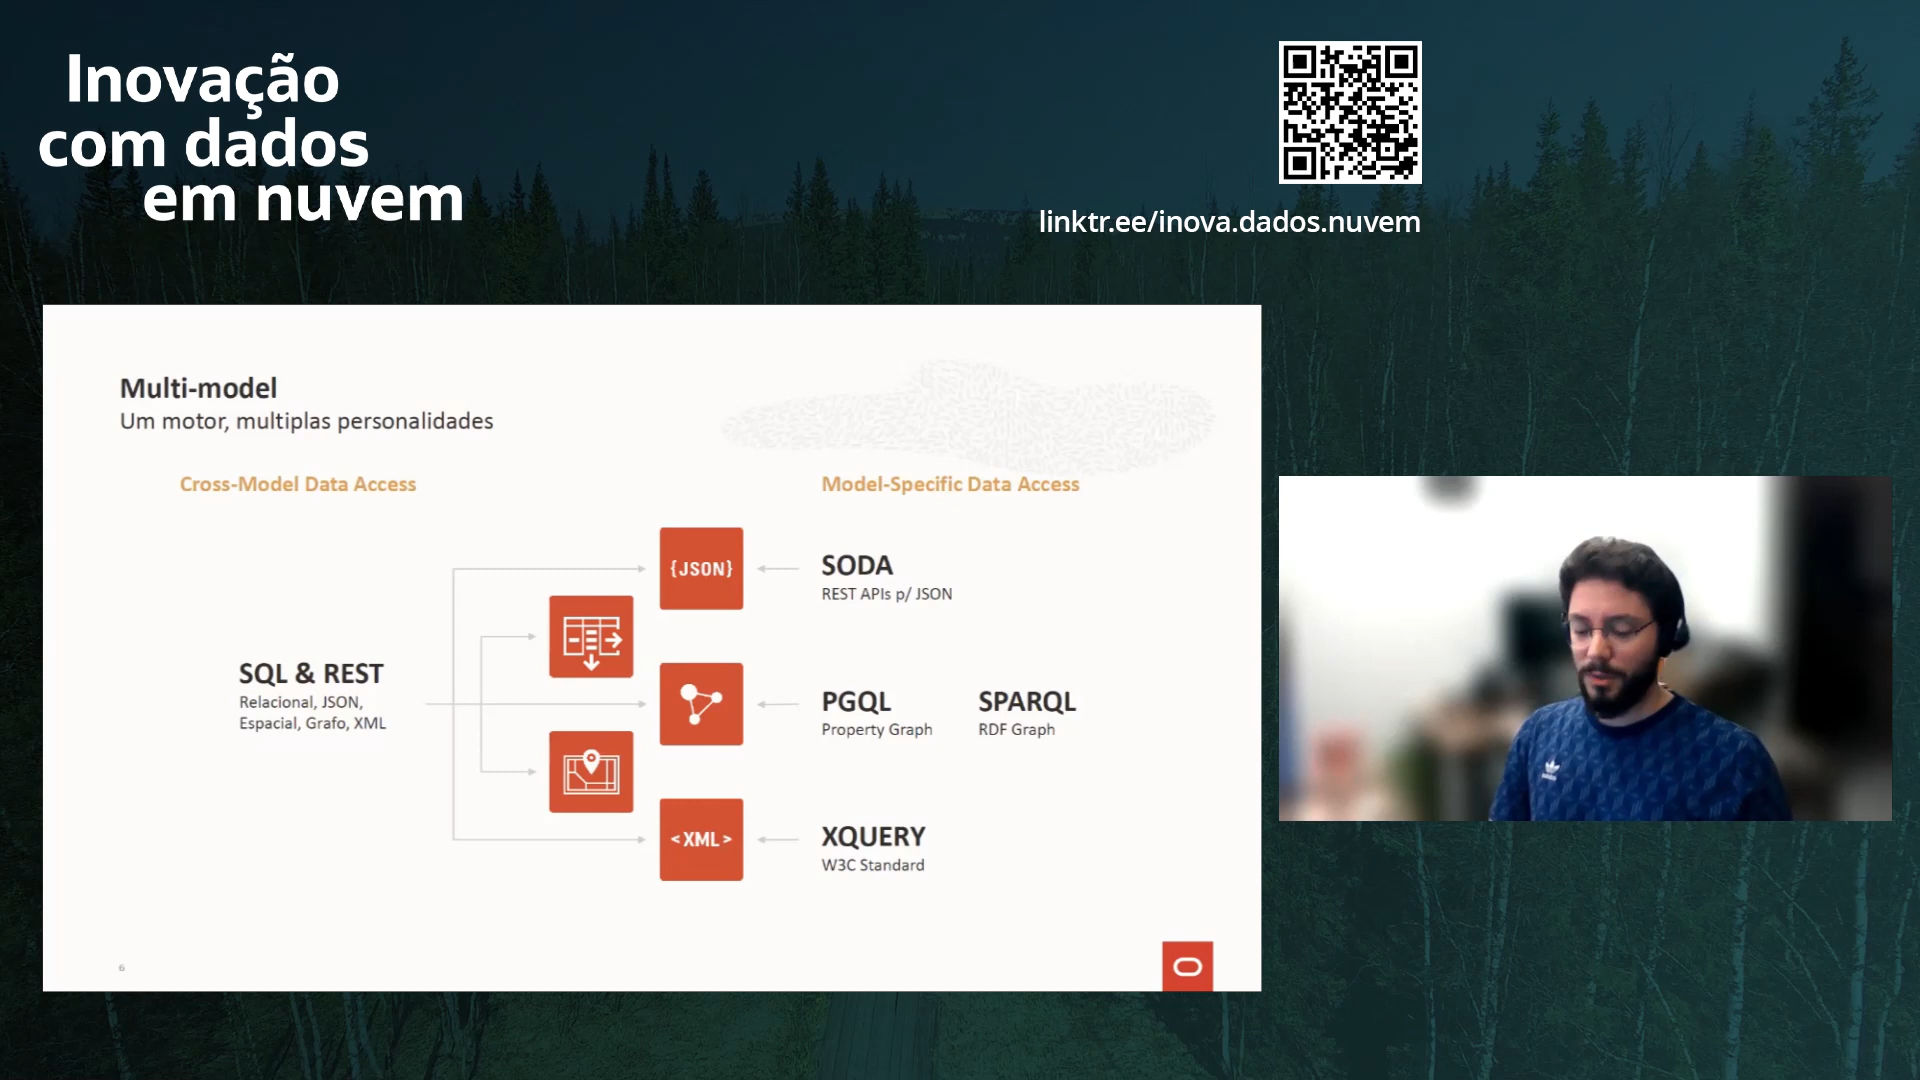 Inovação
com dados
em nuvem
linktr.ee/inova.dados.nuvem
Multi-model
Um motor, multiplas personalidades
Cross-Model Data Access
Model-Specific Data Access
{JSON}
SODA
REST APIs p/ JSON
SQL & REST
Relacional, JSON,
Espacial, Grafo, XML
PGQL
Property Graph
SPARQL
RDF Graph
<XML>
XQUERY
W3C Standard
6